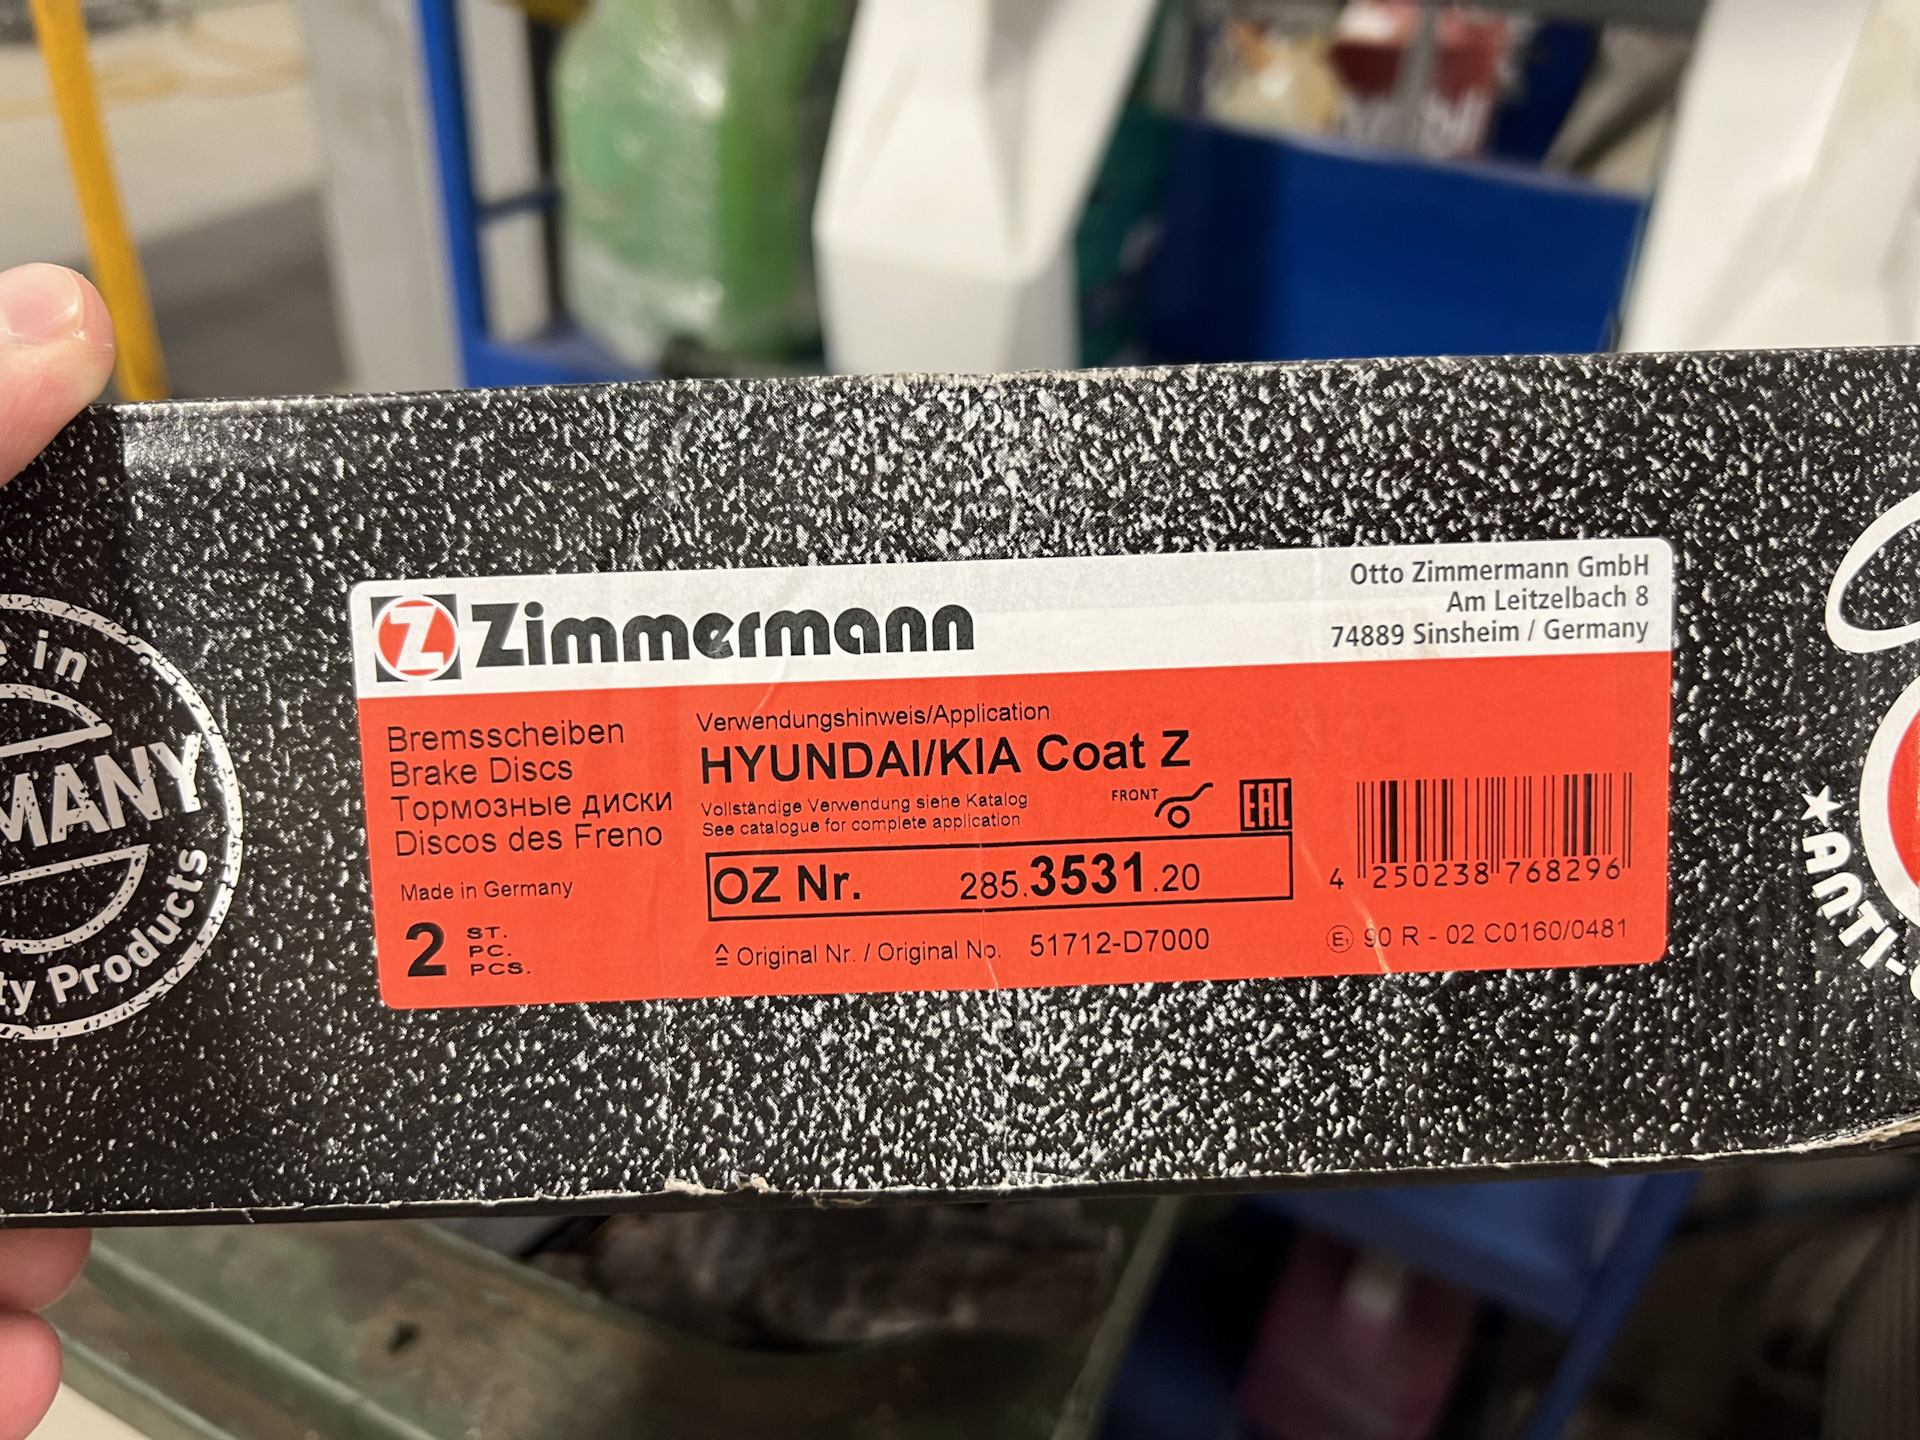 Zimmermann
Otto Zimmermann GmbH
Am Leitzelbach 8
74889 Sinsheim / Germany
Bremsscheiben
Brake Discs
Тормозные диски
Discos des Freno
Made in Germany
2 ST.
PC.
PCS.
Verwendungshinweis/Application
HYUNDAI/KIA Coat Z
Vollständige Verwendung siehe Katalog
See catalogue for complete application
FRONT
EAC
OZ Nr. 285.3531.20
≙ Original Nr. / Original No. 51712-D7000
4 250238 768296
E1 90 R - 02 C0160/0481
in
MANY
ty Products
★ANTI-